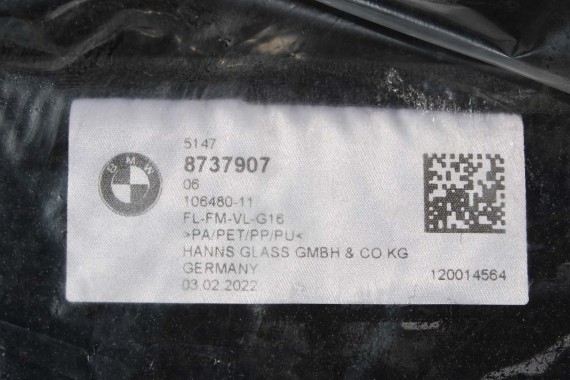 5147
8737907
06
106480-11
FL-FM-VL-G16
>PA/PET/PP/PU<
HANNS GLASS GMBH & CO KG
GERMANY
03.02.2022
120014564
BMW